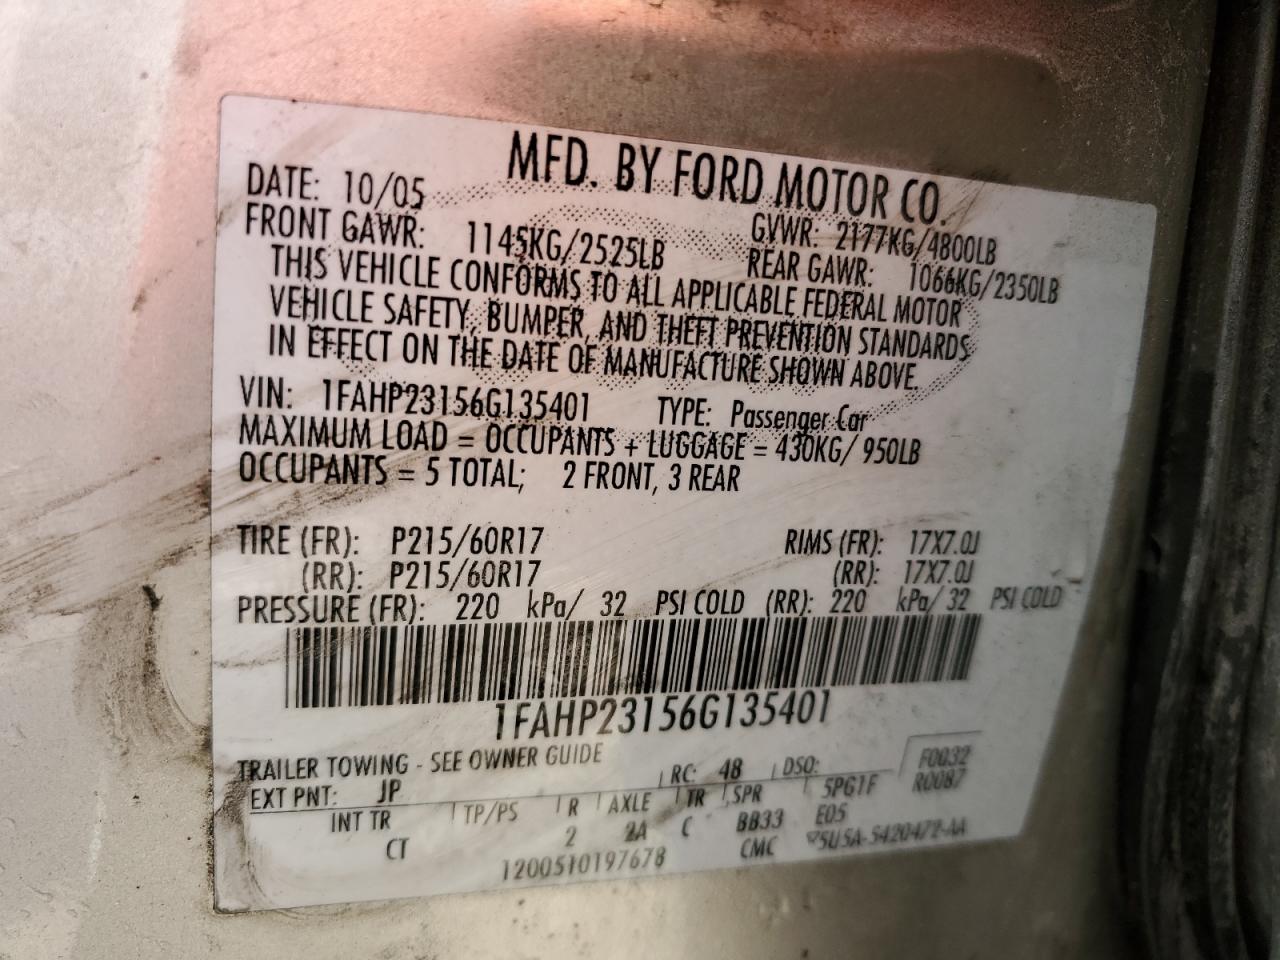 MFD. BY FORD MOTOR CO.
DATE: 10/05 GVWR: 2177KG/4800LB
FRONT GAWR: 1145KG/2525LB REAR GAWR: 1066KG/2350LB
THIS VEHICLE CONFORMS TO ALL APPLICABLE FEDERAL MOTOR
VEHICLE SAFETY, BUMPER, AND THEFT PREVENTION STANDARDS
IN EFFECT ON THE DATE OF MANUFACTURE SHOWN ABOVE.
VIN: 1FAHP23156G135401 TYPE: Passenger Car
MAXIMUM LOAD = OCCUPANTS + LUGGAGE = 430KG/ 950LB
OCCUPANTS = 5 TOTAL; 2 FRONT, 3 REAR
TIRE (FR): P215/60R17 RIMS (FR): 17X7.0J
(RR): P215/60R17 (RR): 17X7.0J
PRESSURE (FR): 220 kPa/ 32 PSI COLD (RR): 220 kPa/ 32 PSI COLD
1FAHP23156G135401
TRAILER TOWING - SEE OWNER GUIDE F0032
EXT PNT: JP RC: 48 DSO: R0087
INT TR TP/PS R AXLE TR SPR 5PG1F
CT 2 2A C BB33 E05
1200510197678 CMC 5U5A-5420472-AA